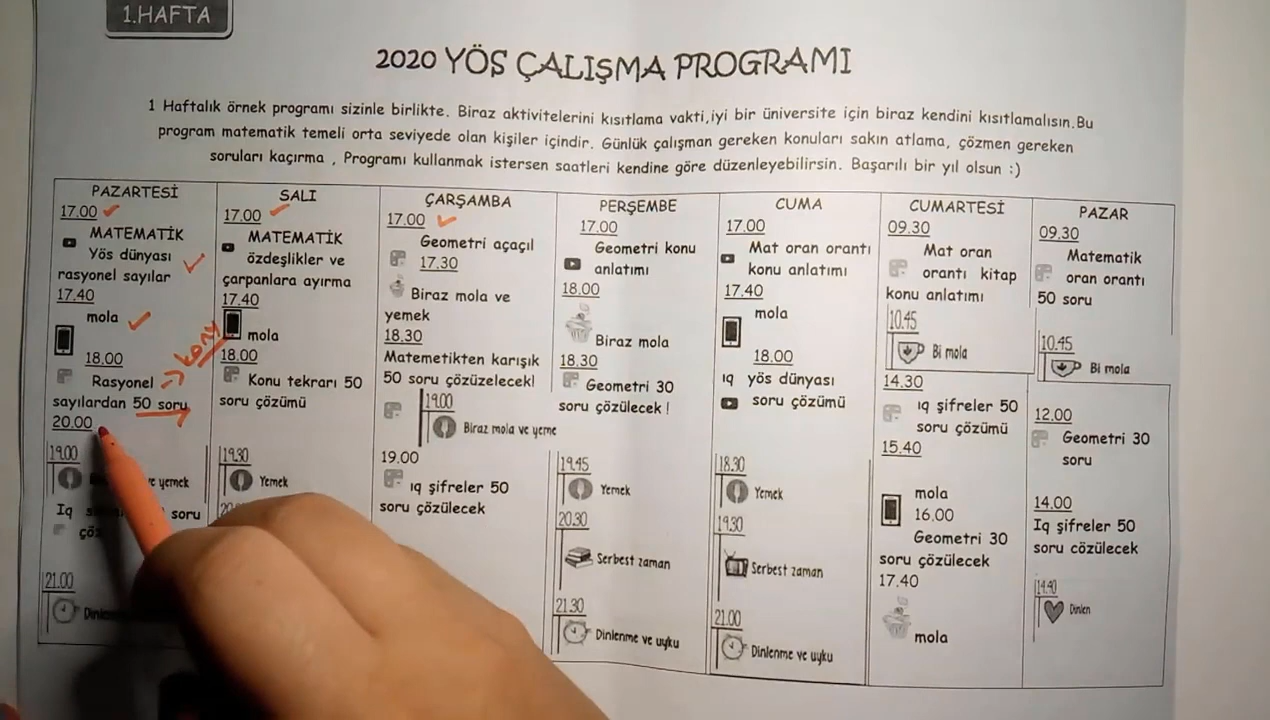 1.HAFTA
2020 YÖS ÇALIŞMA PROGRAMI
1 Haftalık örnek programı sizinle birlikte. Biraz aktivitelerini kısıtlama vakti,iyi bir üniversite için biraz kendini kısıtlamalısın.Bu
program matematik temeli orta seviyede olan kişiler içindir. Günlük çalışman gereken konuları sakın atlama, çözmen gereken
soruları kaçırma , Programı kullanmak istersen saatleri kendine göre düzenleyebilirsin. Başarılı bir yıl olsun :)
PAZARTESİ
17.00
MATEMATİK
Yös dünyası
rasyonel sayılar
17.40
mola
18.00
Rasyonel
konu
sayılardan 50 soru
20.00
19.00
ve yemek
Iq
soru
21.00
SALI
17.00
MATEMATİK
özdeşlikler ve
çarpanlara ayırma
17.40
mola
18.00
Konu tekrarı 50
soru çözümü
19.30
Yemek
ÇARŞAMBA
17.00
Geometri açaçıl
17.30
Biraz mola ve
yemek
18.30
Matemetikten karışık
50 soru çözüzelecek!
19.00
Biraz mola ve yeme
19.00
ıq şifreler 50
soru çözülecek
PERŞEMBE
17.00
Geometri konu
anlatımı
18.00
Biraz mola
18.30
Geometri 30
soru çözülecek !
19.45
Yemek
20.30
Serbest zaman
21.30
Dinlenme ve uyku
CUMA
17.00
Mat oran orantı
konu anlatımı
17.40
mola
18.00
ıq yös dünyası
soru çözümü
18.30
Yemek
19.30
Serbest zaman
21.00
Dinlenme ve uyku
CUMARTESİ
09.30
Mat oran
orantı kitap
konu anlatımı
10.45
Bi mola
14.30
ıq şifreler 50
soru çözümü
15.40
mola
16.00
Geometri 30
soru çözülecek
17.40
mola
PAZAR
09.30
Matematik
oran orantı
50 soru
10.45
Bi mola
12.00
Geometri 30
soru
14.00
Iq şifreler 50
soru cözülecek
14.40
Dinlen